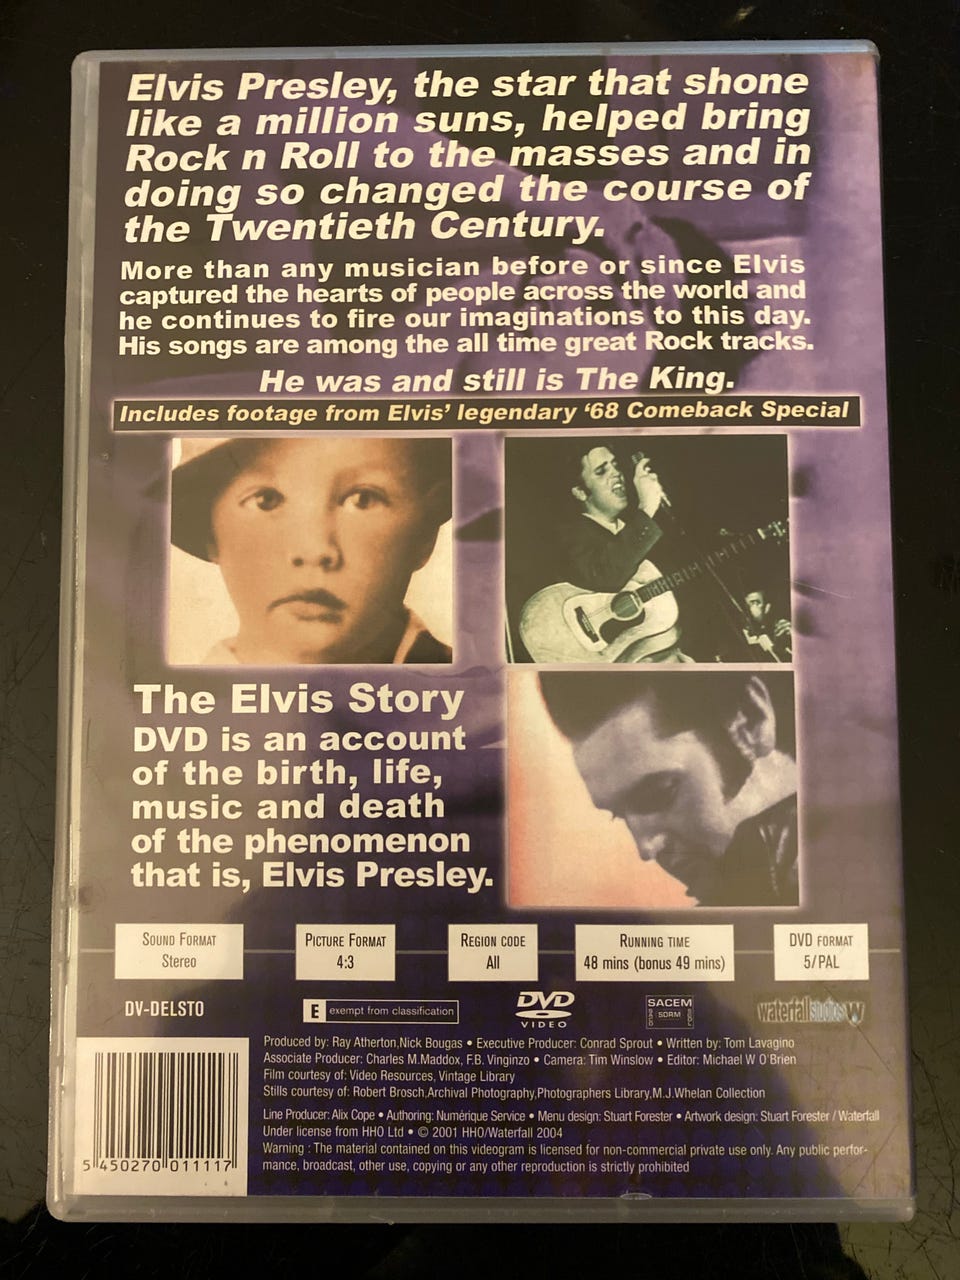 Elvis Presley, the star that shone
like a million suns, helped bring
Rock n Roll to the masses and in
doing so changed the course of
the Twentieth Century.
More than any musician before or since Elvis
captured the hearts of people across the world and
he continues to fire our imaginations to this day.
His songs are among the all time great Rock tracks.
He was and still is The King.
Includes footage from Elvis' legendary '68 Comeback Special
The Elvis Story
DVD is an account
of the birth, life,
music and death
of the phenomenon
that is, Elvis Presley.
SOUND FORMAT
Stereo
PICTURE FORMAT
4:3
REGION CODE
All
RUNNING TIME
48 mins (bonus 49 mins)
DVD FORMAT
5/PAL
DV-DELSTO
E exempt from classification
DVD
VIDEO
SACEM
SDRM
waterfallstudios W
Produced by: Ray Atherton,Nick Bougas • Executive Producer: Conrad Sprout • Written by: Tom Lavagino
Associate Producer: Charles M.Maddox, F.B. Vinginzo • Camera: Tim Winslow • Editor: Michael W O'Brien
Film courtesy of: Video Resources, Vintage Library
Stills courtesy of: Robert Brosch,Archival Photography,Photographers Library,M.J.Whelan Collection
Line Producer: Alix Cope • Authoring: Numérique Service • Menu design: Stuart Forester • Artwork design: Stuart Forester / Waterfall
Under license from HHO Ltd • © 2001 HHO/Waterfall 2004
Warning : The material contained on this videogram is licensed for non-commercial private use only. Any public perfor-
mance, broadcast, other use, copying or any other reproduction is strictly prohibited
5 450270 011117